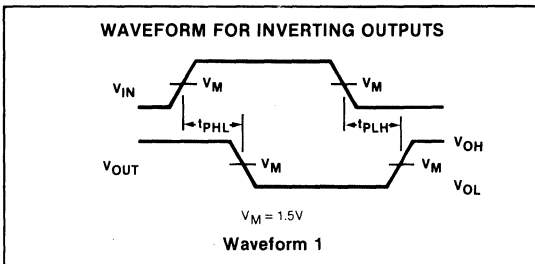 WAVEFORM FOR INVERTING OUTPUTS
VIN
VM
VM
tPHL
tPLH
VOH
VOUT
VM
VM
VOL
VM = 1.5V
Waveform 1